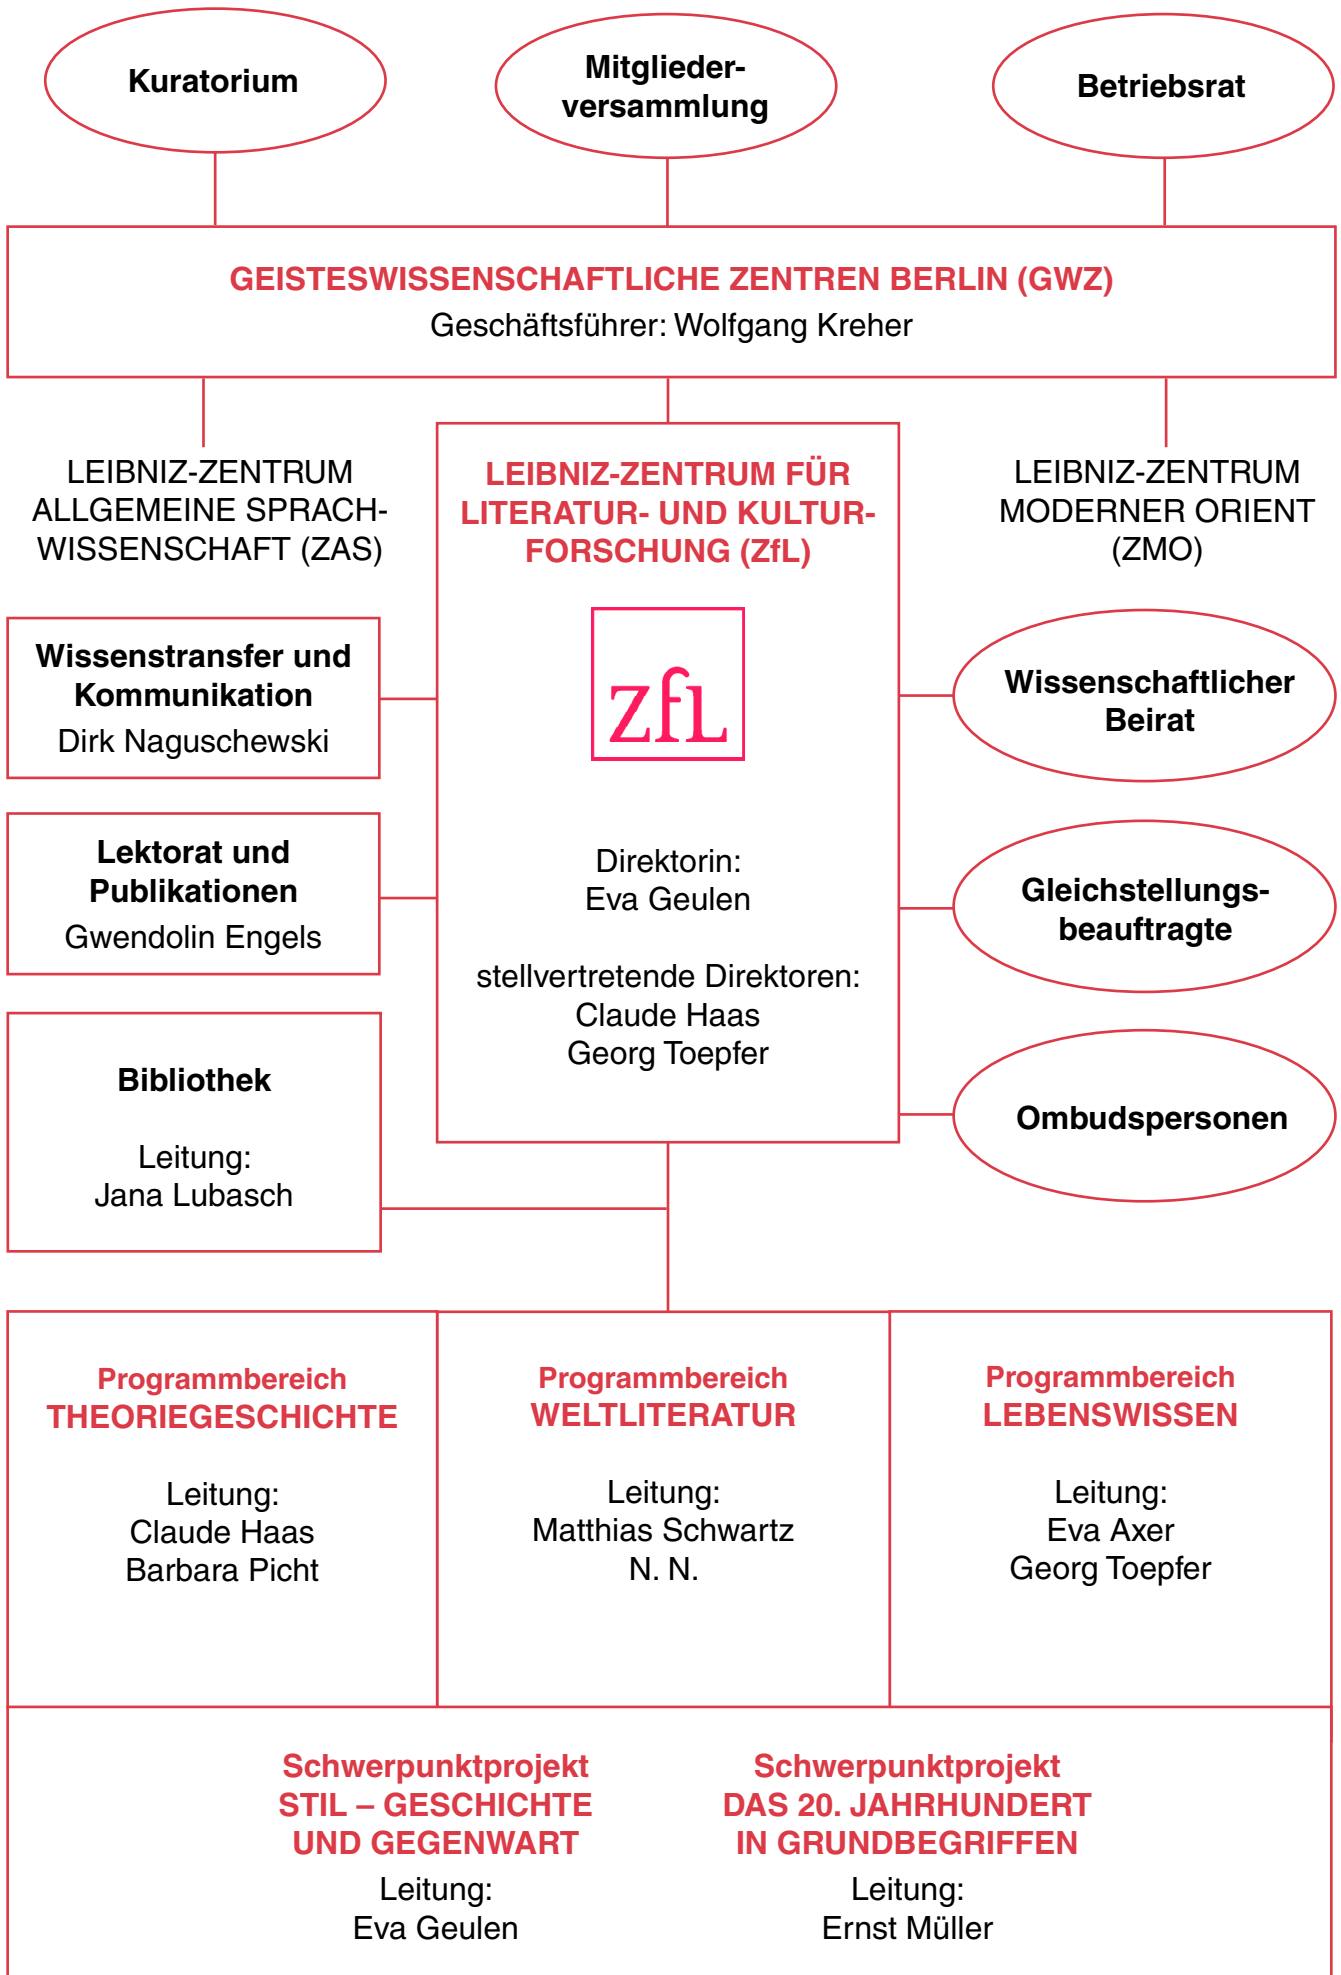 Kuratorium
Mitglieder-
versammlung
Betriebsrat
GEISTESWISSENSCHAFTLICHE ZENTREN BERLIN (GWZ)
Geschäftsführer: Wolfgang Kreher
LEIBNIZ-ZENTRUM
ALLGEMEINE SPRACH-
WISSENSCHAFT (ZAS)
LEIBNIZ-ZENTRUM FÜR
LITERATUR- UND KULTUR-
FORSCHUNG (ZfL)
LEIBNIZ-ZENTRUM
MODERNER ORIENT
(ZMO)
Wissenstransfer und
Kommunikation
Dirk Naguschewski
Lektorat und
Publikationen
Gwendolin Engels
Bibliothek
Leitung:
Jana Lubasch
zfL
Direktorin:
Eva Geulen
stellvertretende Direktoren:
Claude Haas
Georg Toepfer
Wissenschaftlicher
Beirat
Gleichstellungs-
beauftragte
Ombudspersonen
Programmbereich
THEORIEGESCHICHTE
Leitung:
Claude Haas
Barbara Picht
Programmbereich
WELTLITERATUR
Leitung:
Matthias Schwartz
N. N.
Programmbereich
LEBENSWISSEN
Leitung:
Eva Axer
Georg Toepfer
Schwerpunktprojekt
STIL – GESCHICHTE
UND GEGENWART
Leitung:
Eva Geulen
Schwerpunktprojekt
DAS 20. JAHRHUNDERT
IN GRUNDBEGRIFFEN
Leitung:
Ernst Müller